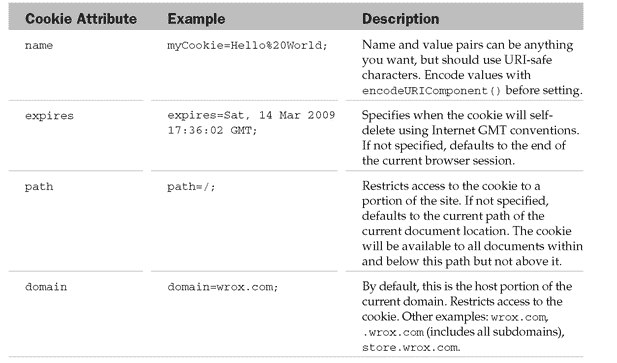 Cookie Attribute Example Description
name myCookie=Hello%20World; Name and value pairs can be anything
you want, but should use URI-safe
characters. Encode values with
encodeURIComponent() before setting.
expires expires=Sat, 14 Mar 2009 Specifies when the cookie will self-
17:36:02 GMT; delete using Internet GMT conventions.
If not specified, defaults to the end of
the current browser session.
path path=/; Restricts access to the cookie to a
portion of the site. If not specified,
defaults to the current path of the
current document location. The cookie
will be available to all documents within
and below this path but not above it.
domain domain=wrox.com; By default, this is the host portion of the
current domain. Restricts access to the
cookie. Other examples: wrox.com,
.wrox.com (includes all subdomains),
store.wrox.com.